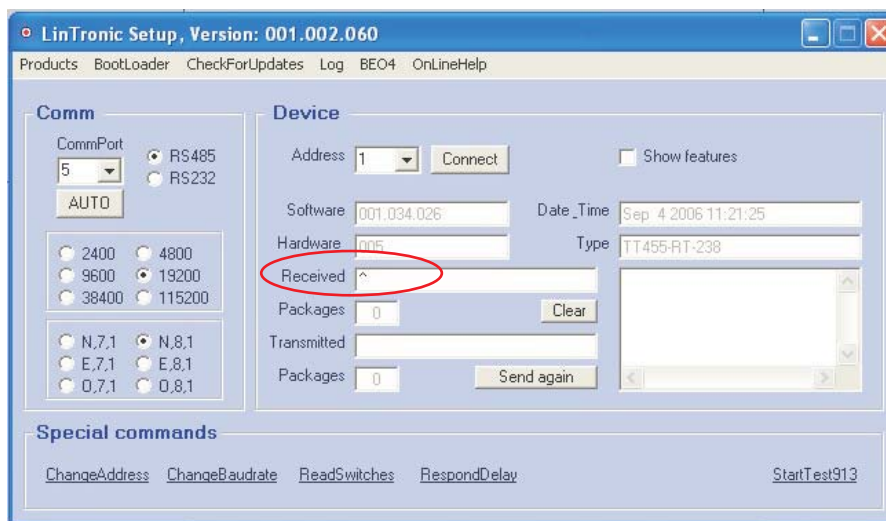 LinTronic Setup, Version: 001.002.060
Products BootLoader CheckForUpdates Log BEO4 OnLineHelp
Comm
CommPort
5
RS485
RS232
AUTO
2400 4800
9600 19200
38400 115200
N,7,1 N,8,1
E,7,1 E,8,1
O,7,1 O,8,1
Device
Address 1 Connect Show features
Software 001.034.026 Date_Time Sep 4 2006 11:21:25
Hardware 005 Type TT455-RT-238
Received ^
Packages 0 Clear
Transmitted
Packages 0 Send again
Special commands
ChangeAddress ChangeBaudrate ReadSwitches RespondDelay StartTest913